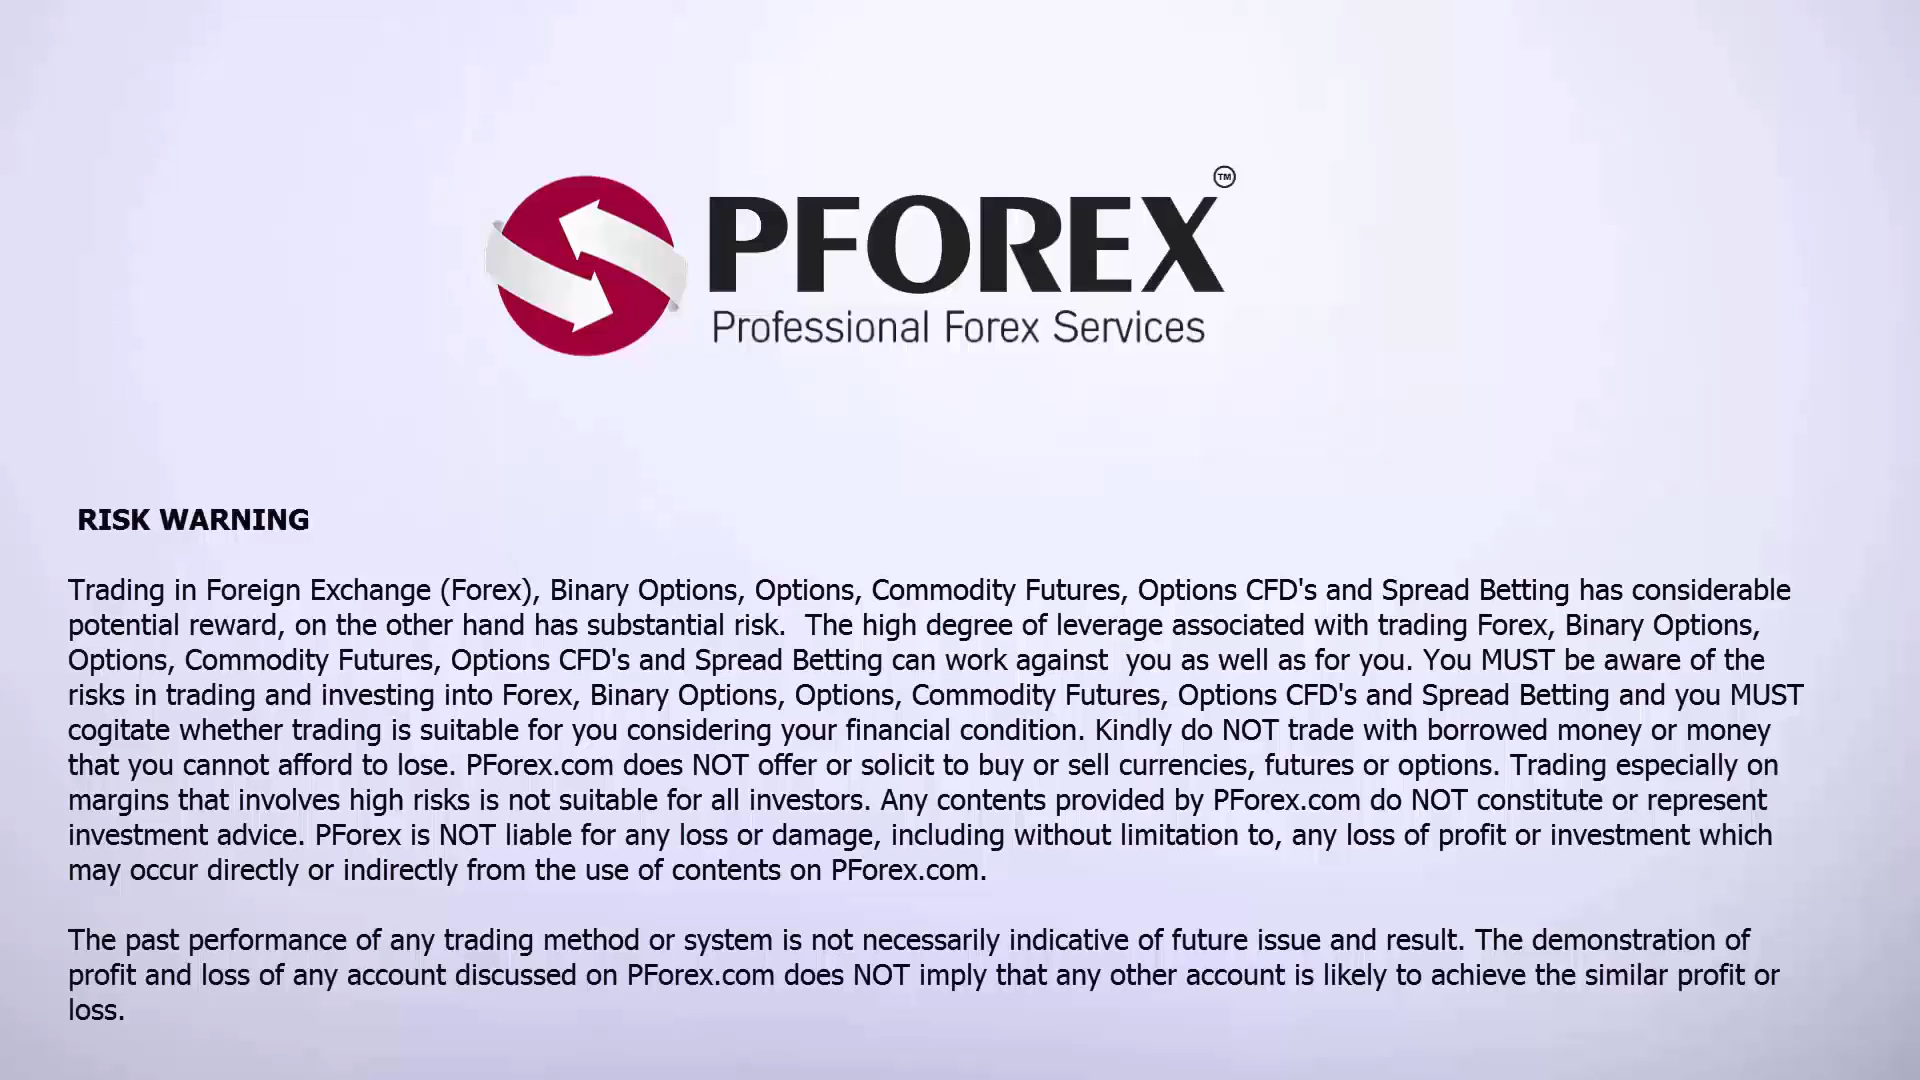 PFOREX TM
Professional Forex Services
RISK WARNING
Trading in Foreign Exchange (Forex), Binary Options, Options, Commodity Futures, Options CFD's and Spread Betting has considerable
potential reward, on the other hand has substantial risk.  The high degree of leverage associated with trading Forex, Binary Options,
Options, Commodity Futures, Options CFD's and Spread Betting can work against  you as well as for you. You MUST be aware of the
risks in trading and investing into Forex, Binary Options, Options, Commodity Futures, Options CFD's and Spread Betting and you MUST
cogitate whether trading is suitable for you considering your financial condition. Kindly do NOT trade with borrowed money or money
that you cannot afford to lose. PForex.com does NOT offer or solicit to buy or sell currencies, futures or options. Trading especially on
margins that involves high risks is not suitable for all investors. Any contents provided by PForex.com do NOT constitute or represent
investment advice. PForex is NOT liable for any loss or damage, including without limitation to, any loss of profit or investment which
may occur directly or indirectly from the use of contents on PForex.com.
The past performance of any trading method or system is not necessarily indicative of future issue and result. The demonstration of
profit and loss of any account discussed on PForex.com does NOT imply that any other account is likely to achieve the similar profit or
loss.